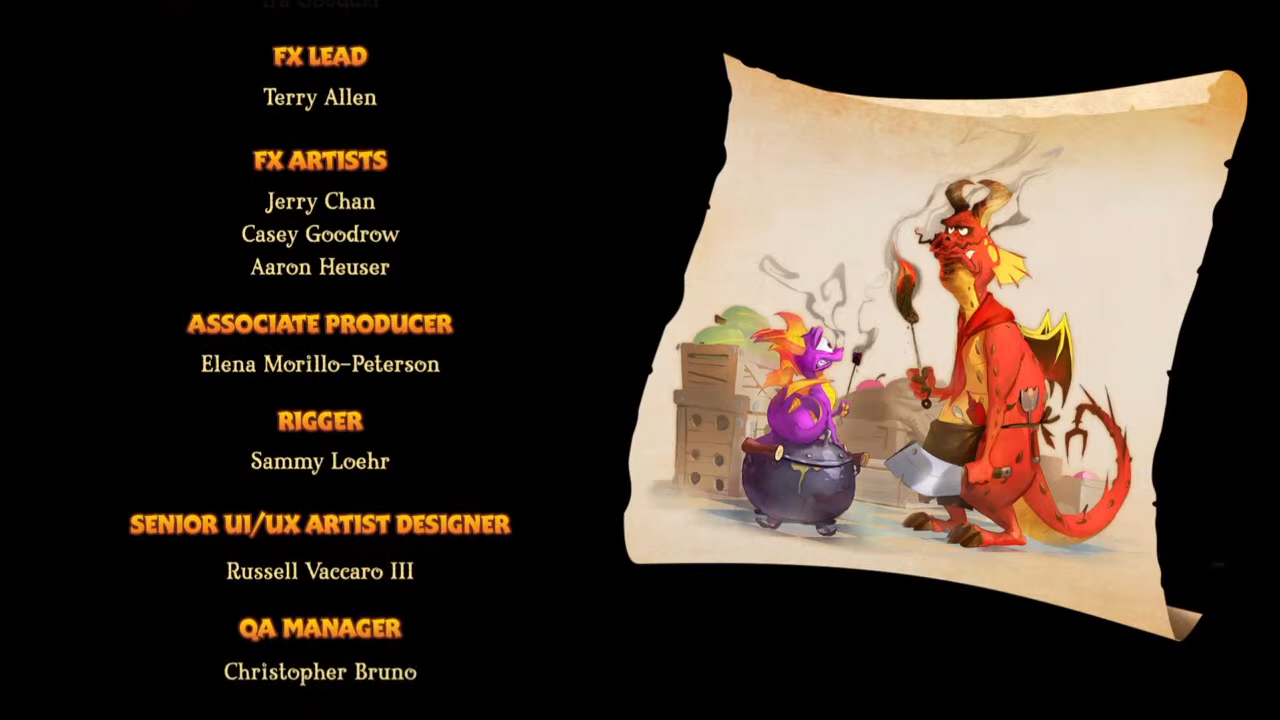 FX LEAD
Terry Allen
FX ARTISTS
Jerry Chan
Casey Goodrow
Aaron Heuser
ASSOCIATE PRODUCER
Elena Morillo-Peterson
RIGGER
Sammy Loehr
SENIOR UI/UX ARTIST DESIGNER
Russell Vaccaro III
QA MANAGER
Christopher Bruno